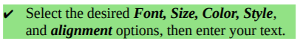 ✔ Select the desired Font, Size, Color, Style,
and alignment options, then enter your text.